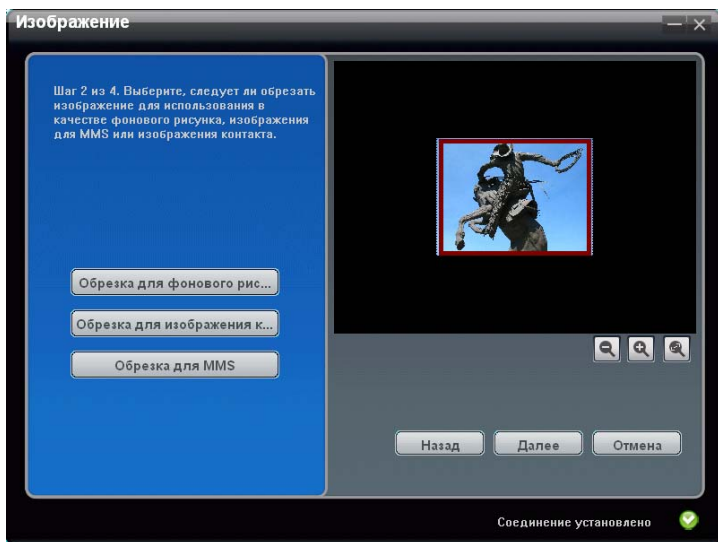 Изображение
Шаг 2 из 4. Выберите, следует ли обрезать
изображение для использования в
качестве фонового рисунка, изображения
для MMS или изображения контакта.
Обрезка для фонового рис...
Обрезка для изображения к...
Обрезка для MMS
Назад
Далее
Отмена
Соединение установлено